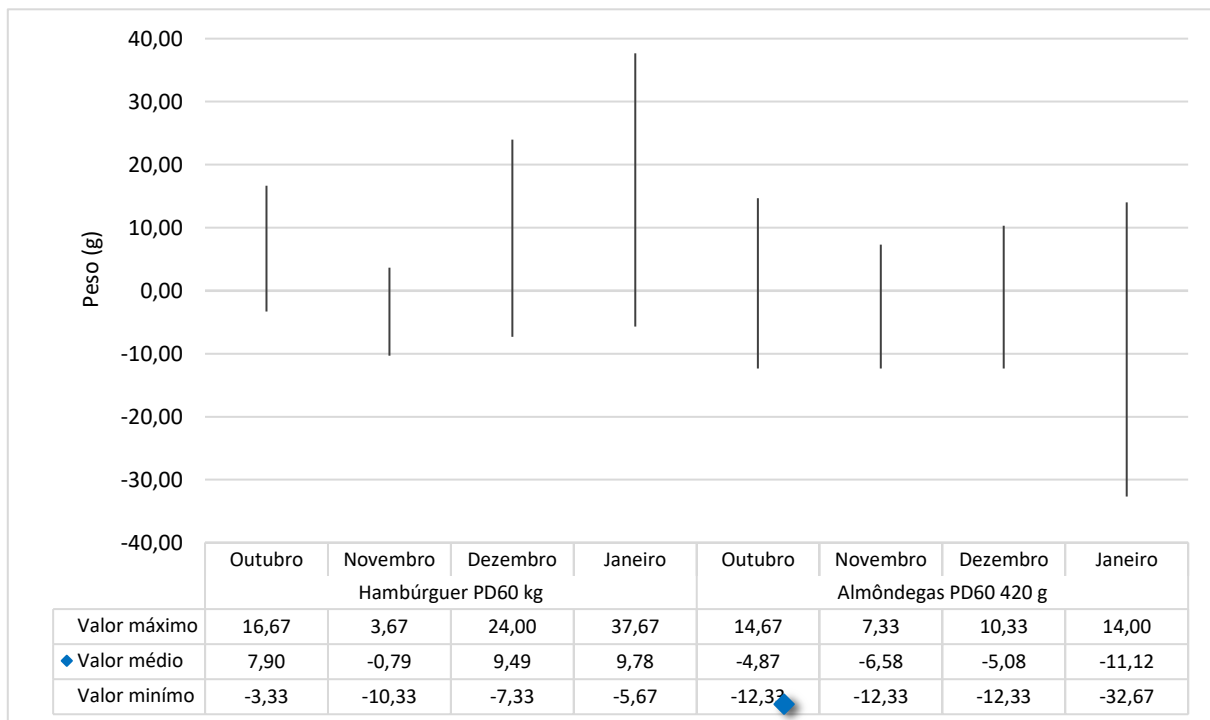 40,00
30,00
20,00
10,00
0,00
-10,00
-20,00
-30,00
-40,00
Peso (g)
Outubro Novembro Dezembro Janeiro Outubro Novembro Dezembro Janeiro
Hambúrguer PD60 kg Almôndegas PD60 420 g
Valor máximo 16,67 3,67 24,00 37,67 14,67 7,33 10,33 14,00
Valor médio 7,90 -0,79 9,49 9,78 -4,87 -6,58 -5,08 -11,12
Valor minímo -3,33 -10,33 -7,33 -5,67 -12,33 -12,33 -12,33 -32,67